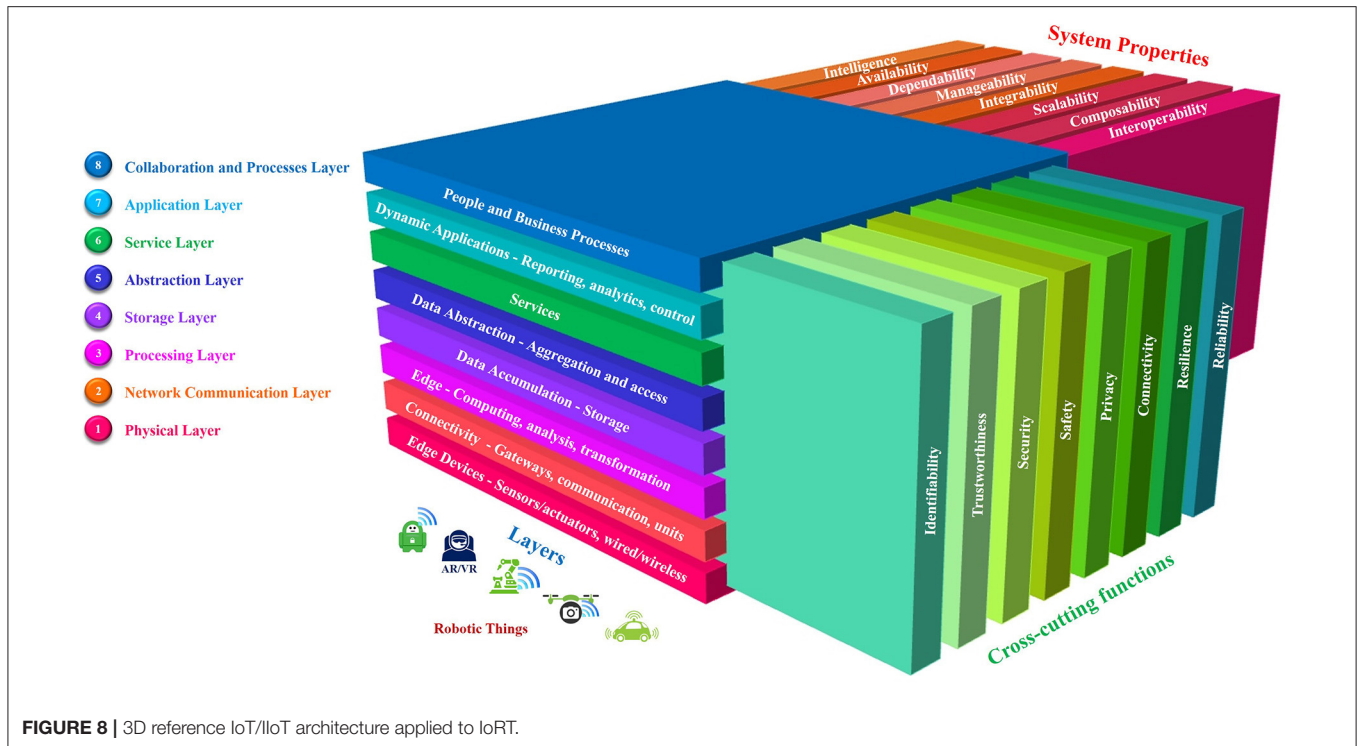 System Properties
Intelligence
Availability
Dependability
Manageability
Integrability
Scalability
Composability
Interoperability
8 Collaboration and Processes Layer
7 Application Layer
6 Service Layer
5 Abstraction Layer
4 Storage Layer
3 Processing Layer
2 Network Communication Layer
1 Physical Layer
People and Business Processes
Dynamic Applications - Reporting, analytics, control
Services
Data Abstraction - Aggregation and access
Data Accumulation - Storage
Edge - Computing, analysis, transformation
Connectivity - Gateways, communication, units
Edge Devices - Sensors/actuators, wired/wireless
Layers
AR/VR
Robotic Things
Identifiability
Trustworthiness
Security
Safety
Privacy
Connectivity
Resilience
Reliability
Cross-cutting functions
FIGURE 8 | 3D reference IoT/IIoT architecture applied to IoRT.